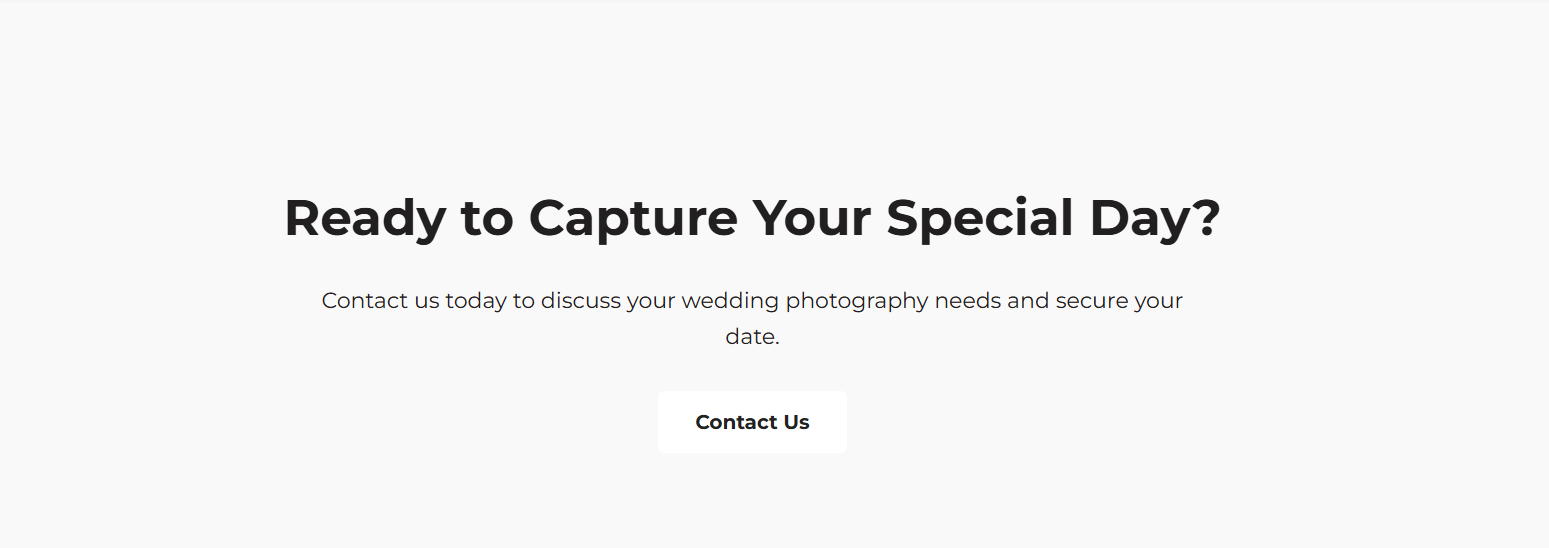 Ready to Capture Your Special Day?
Contact us today to discuss your wedding photography needs and secure your
date.
Contact Us